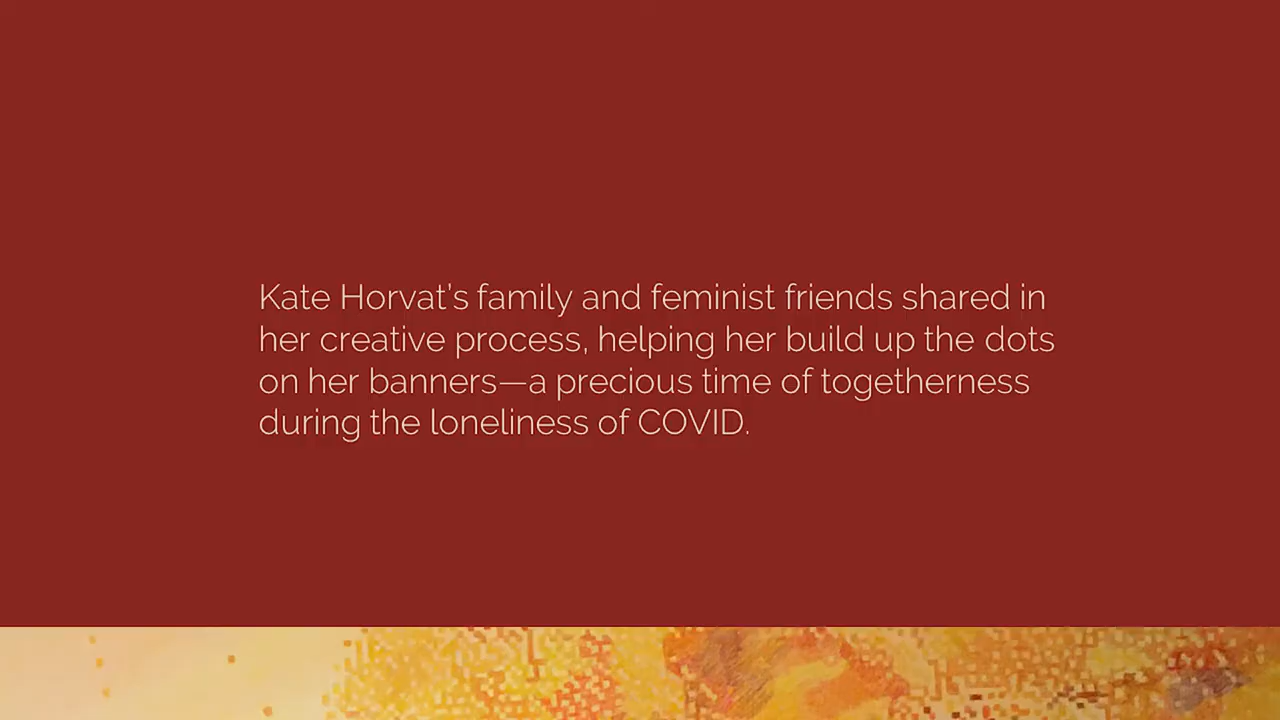 Kate Horvat’s family and feminist friends shared in
her creative process, helping her build up the dots
on her banners—a precious time of togetherness
during the loneliness of COVID.